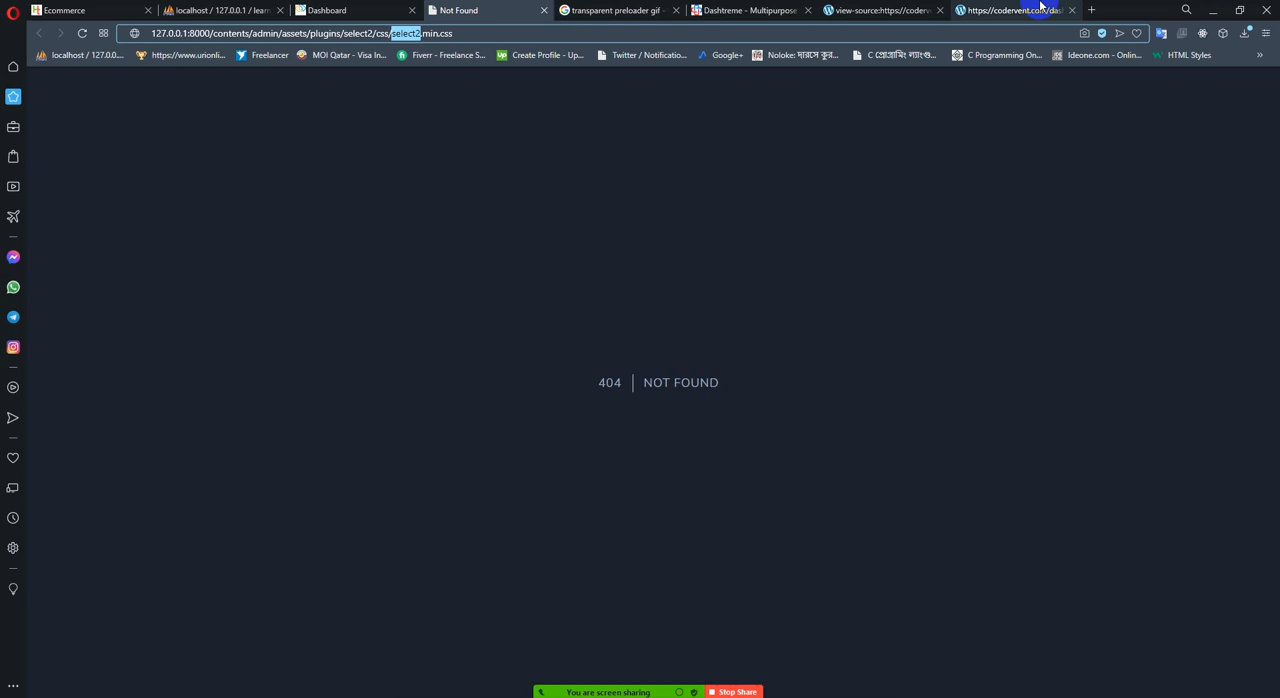 Ecommerce
localhost / 127.0.0.1 / learn
Dashboard
Not Found
transparent preloader gif -
Dashtreme - Multipurpose
view-source:https://coderv
https://codervent.com/das
127.0.0.1:8000/contents/admin/assets/plugins/select2/css/select2.min.css
localhost / 127.0.0....
https://www.urionli...
Freelancer
MOI Qatar - Visa In...
Fiverr - Freelance S...
Create Profile - Up...
Twitter / Notificatio...
Google+
Noloke: দারসে কুর...
C প্রোগ্রামিং ল্যাংগু...
C Programming On...
Ideone.com - Onlin...
HTML Styles
404 NOT FOUND
You are screen sharing
Stop Share